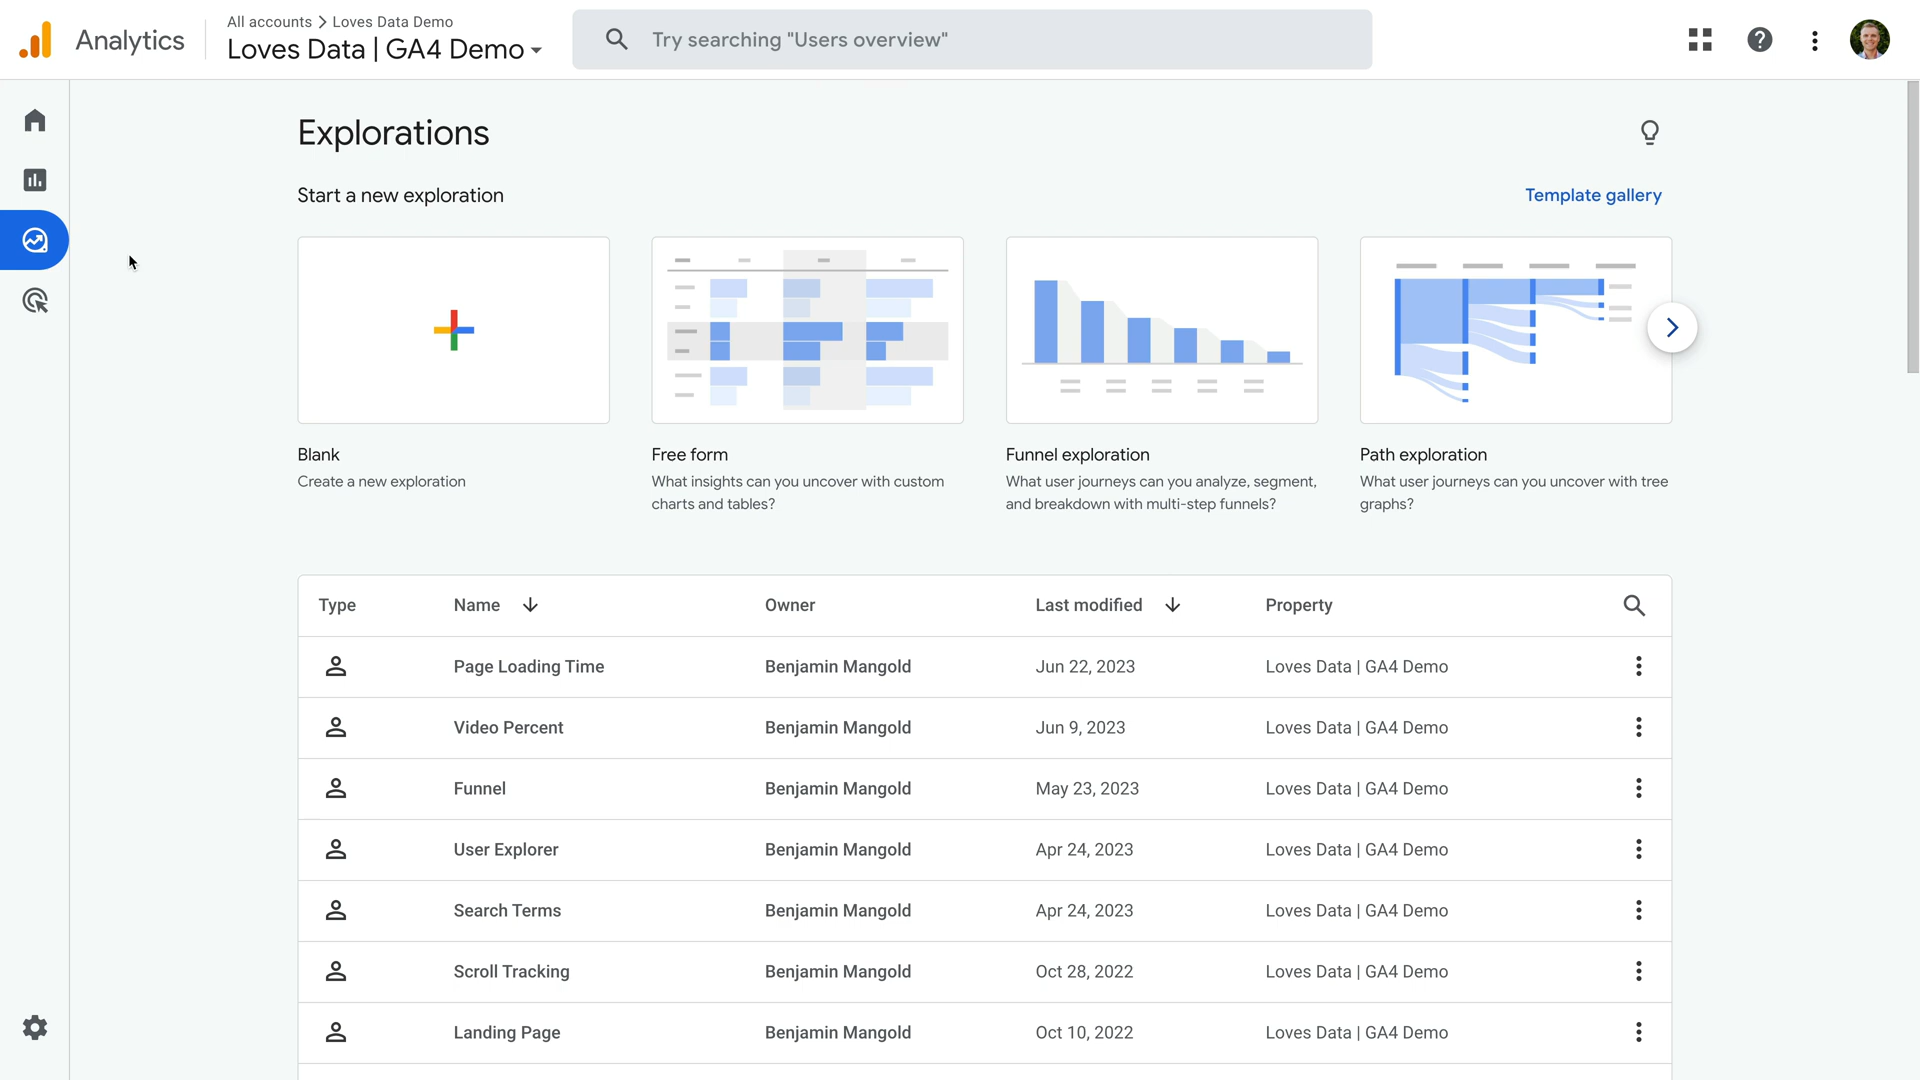 Analytics
All accounts > Loves Data Demo
Loves Data | GA4 Demo
Try searching "Users overview"
Explorations
Start a new exploration
Template gallery
Blank
Create a new exploration
Free form
What insights can you uncover with custom
charts and tables?
Funnel exploration
What user journeys can you analyze, segment,
and breakdown with multi-step funnels?
Path exploration
What user journeys can you uncover with tree
graphs?
Type Name Owner Last modified Property
Page Loading Time Benjamin Mangold Jun 22, 2023 Loves Data | GA4 Demo
Video Percent Benjamin Mangold Jun 9, 2023 Loves Data | GA4 Demo
Funnel Benjamin Mangold May 23, 2023 Loves Data | GA4 Demo
User Explorer Benjamin Mangold Apr 24, 2023 Loves Data | GA4 Demo
Search Terms Benjamin Mangold Apr 24, 2023 Loves Data | GA4 Demo
Scroll Tracking Benjamin Mangold Oct 28, 2022 Loves Data | GA4 Demo
Landing Page Benjamin Mangold Oct 10, 2022 Loves Data | GA4 Demo